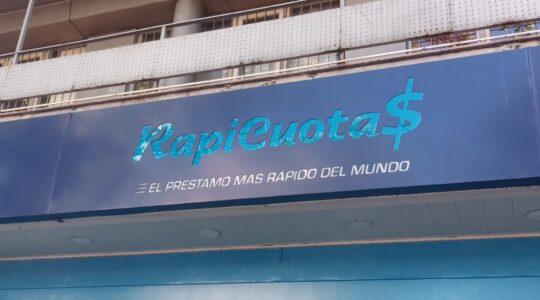 RapiCuota$
EL PRESTAMO MAS RAPIDO DEL MUNDO